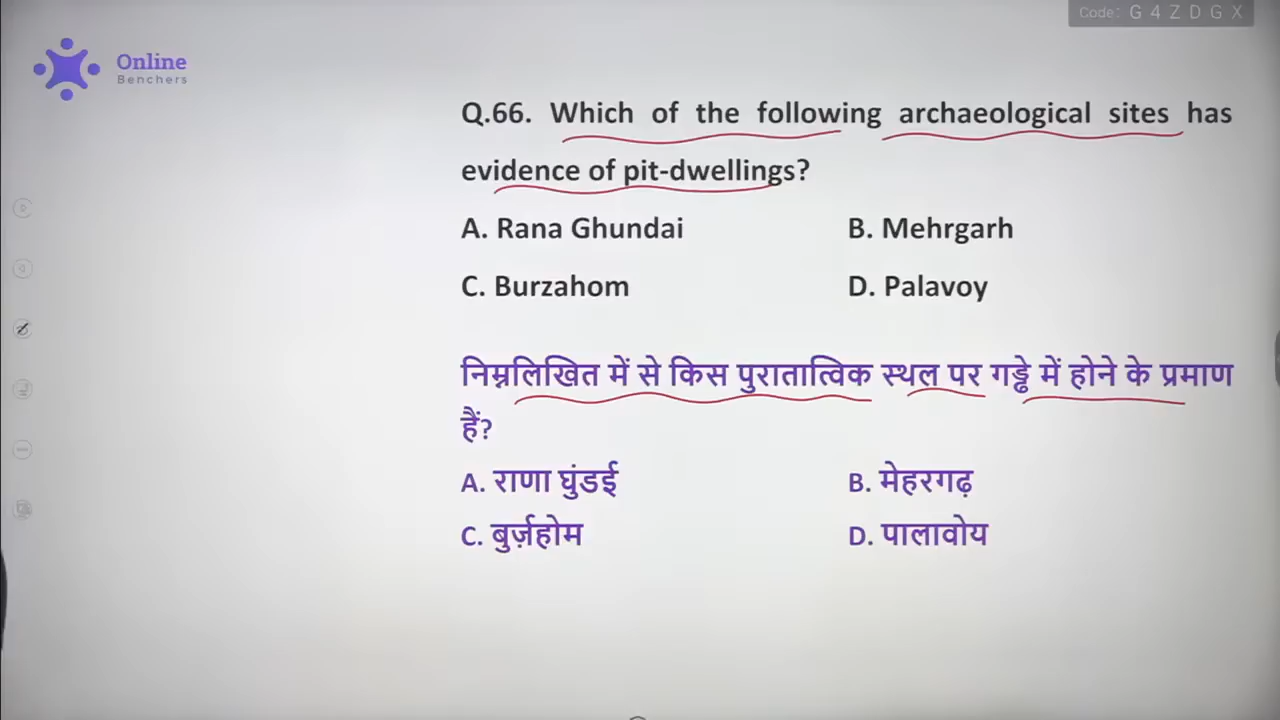 Code: G4ZDGX
Online
Benchers
Q.66. Which of the following archaeological sites has
evidence of pit-dwellings?
A. Rana Ghundai B. Mehrgarh
C. Burzahom D. Palavoy
निम्नलिखित में से किस पुरातात्विक स्थल पर गड्ढे में होने के प्रमाण
हैं?
A. राणा घुंडई B. मेहरगढ़
C. बुर्ज़होम D. पालावोय